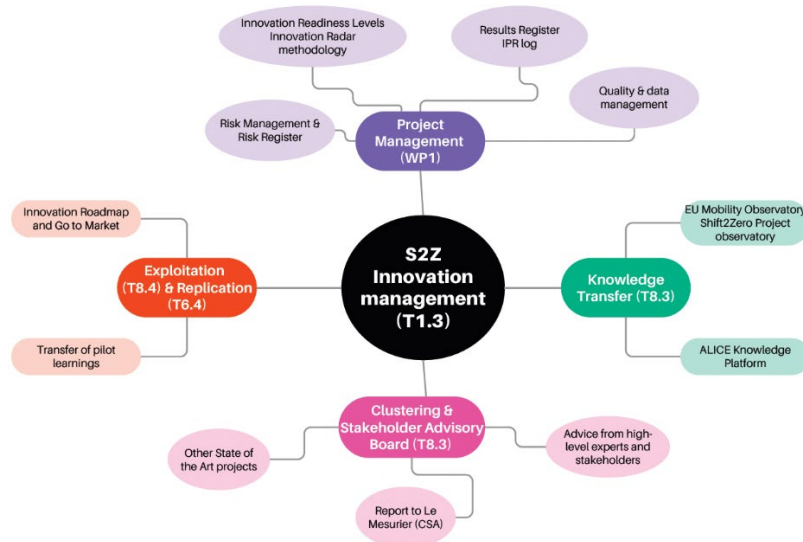 Innovation Readiness Levels
Innovation Radar
methodology
Results Register
IPR log
Quality & data
management
Risk Management &
Risk Register
Project
Management
(WP1)
Innovation Roadmap
and Go to Market
EU Mobility Observatory
Shift2Zero Project
observatory
S2Z
Innovation
management
(T1.3)
Exploitation
(T8.4) & Replication
(T6.4)
Knowledge
Transfer (T8.3)
Transfer of pilot
learnings
ALICE Knowledge
Platform
Clustering &
Stakeholder Advisory
Board (T8.3)
Other State of
the Art projects
Advice from high-
level experts and
stakeholders
Report to Le
Mesurier (CSA)